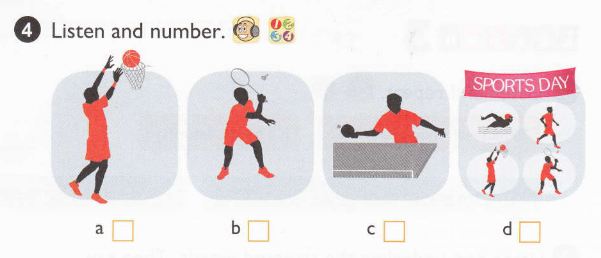 4 Listen and number.
SPORTS DAY
a b c d